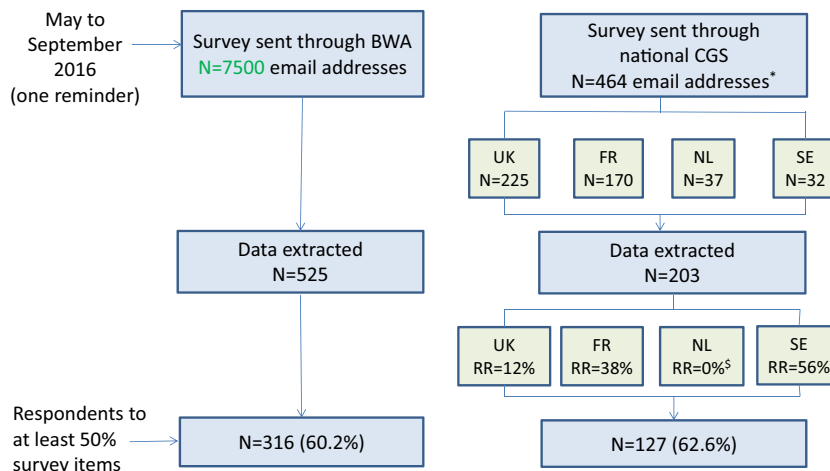 May to
September
2016
(one reminder)
Survey sent through BWA
N=7500 email addresses
Survey sent through
national CGS
N=464 email addresses*
UK
N=225
FR
N=170
NL
N=37
SE
N=32
Data extracted
N=525
Data extracted
N=203
UK
RR=12%
FR
RR=38%
NL
RR=0%$
SE
RR=56%
Respondents to
at least 50%
survey items
N=316 (60.2%)
N=127 (62.6%)